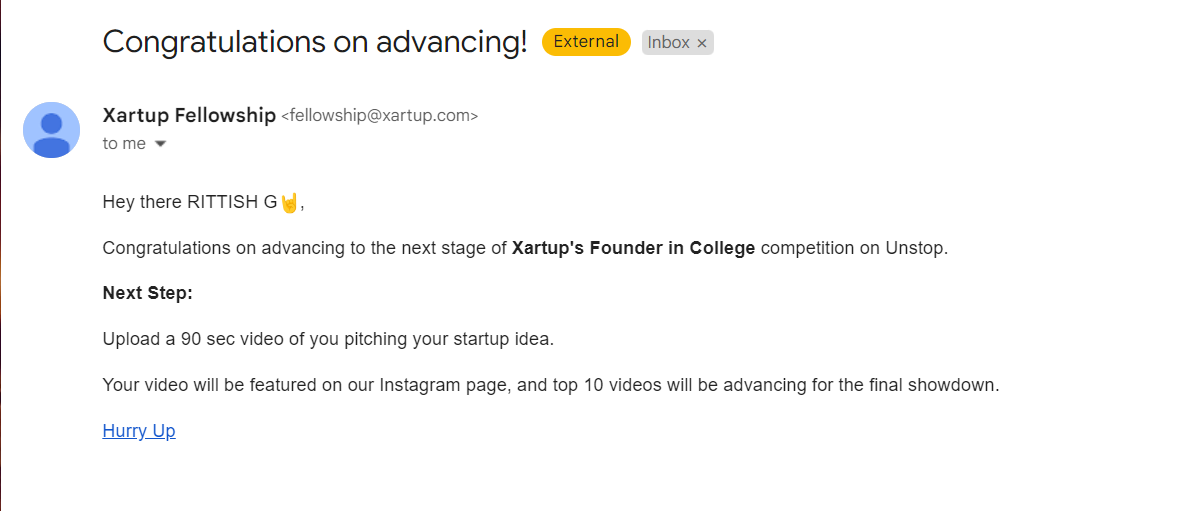 Congratulations on advancing! External Inbox ×
Xartup Fellowship <fellowship@xartup.com>
to me
Hey there RITTISH G🤘,
Congratulations on advancing to the next stage of Xartup's Founder in College competition on Unstop.
Next Step:
Upload a 90 sec video of you pitching your startup idea.
Your video will be featured on our Instagram page, and top 10 videos will be advancing for the final showdown.
Hurry Up